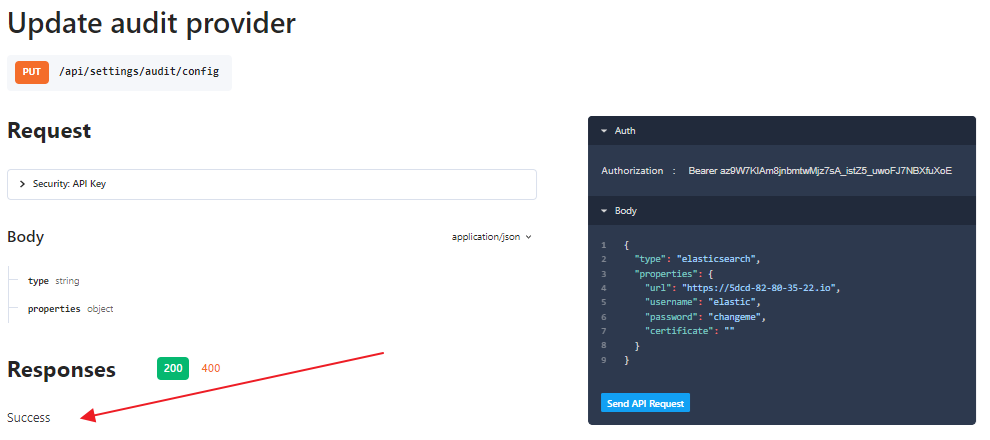 Update audit provider
PUT /api/settings/audit/config
Request
Security: API Key
Body
application/json
type string
properties object
Responses 200 400
Success
Auth
Authorization : Bearer az9W7KIAm8jnbmtwMjz7sA_istZ5_uwoFJ7NBXfuXoE
Body
1 {
2 "type": "elasticsearch",
3 "properties": {
4 "url": "https://5dcd-82-80-35-22.io",
5 "username": "elastic",
6 "password": "changeme",
7 "certificate": ""
8 }
9 }
Send API Request